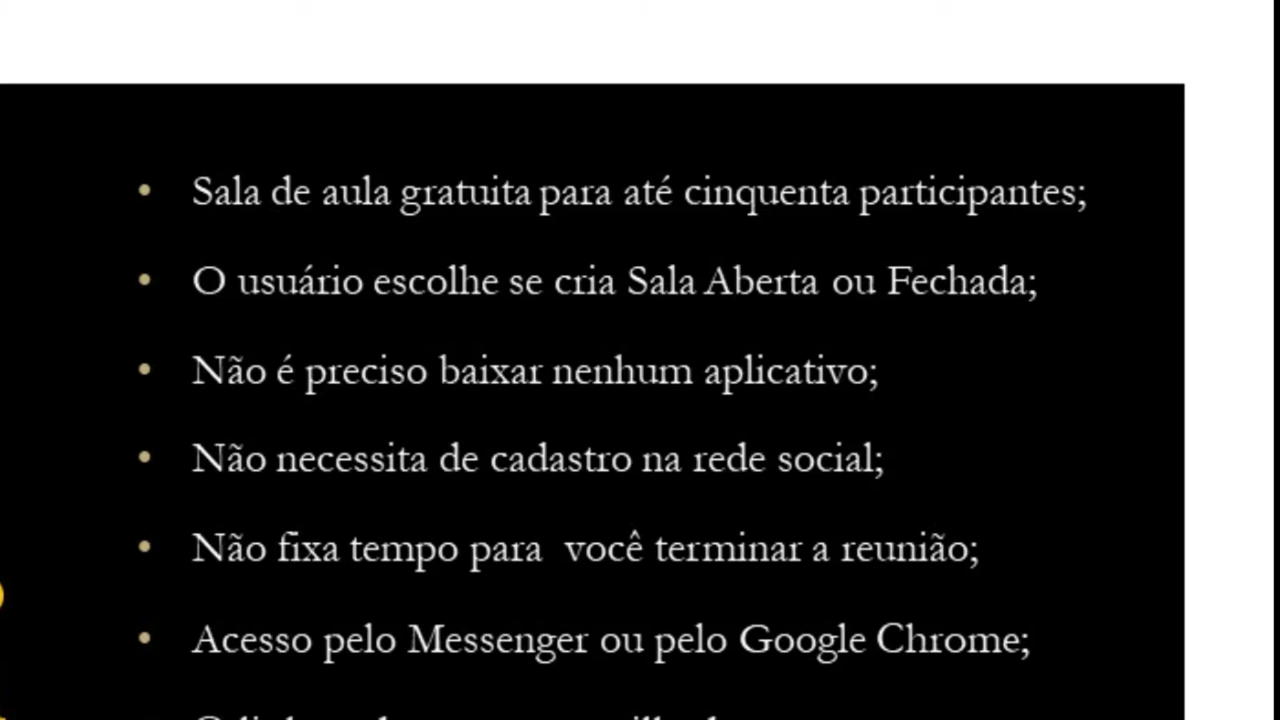 • Sala de aula gratuita para até cinquenta participantes;
• O usuário escolhe se cria Sala Aberta ou Fechada;
• Não é preciso baixar nenhum aplicativo;
• Não necessita de cadastro na rede social;
• Não fixa tempo para  você terminar a reunião;
• Acesso pelo Messenger ou pelo Google Chrome;